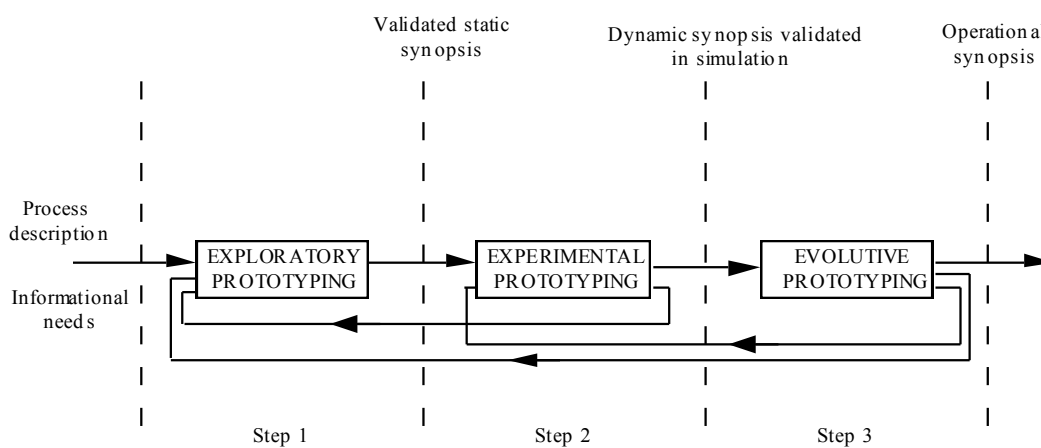 Validated static
synopsis
Dynamic synopsis validated
in simulation
Operational
synopsis
Process
description
Informational
needs
EXPLORATORY
PROTOTYPING
EXPERIMENTAL
PROTOTYPING
EVOLUTIVE
PROTOTYPING
Step 1
Step 2
Step 3